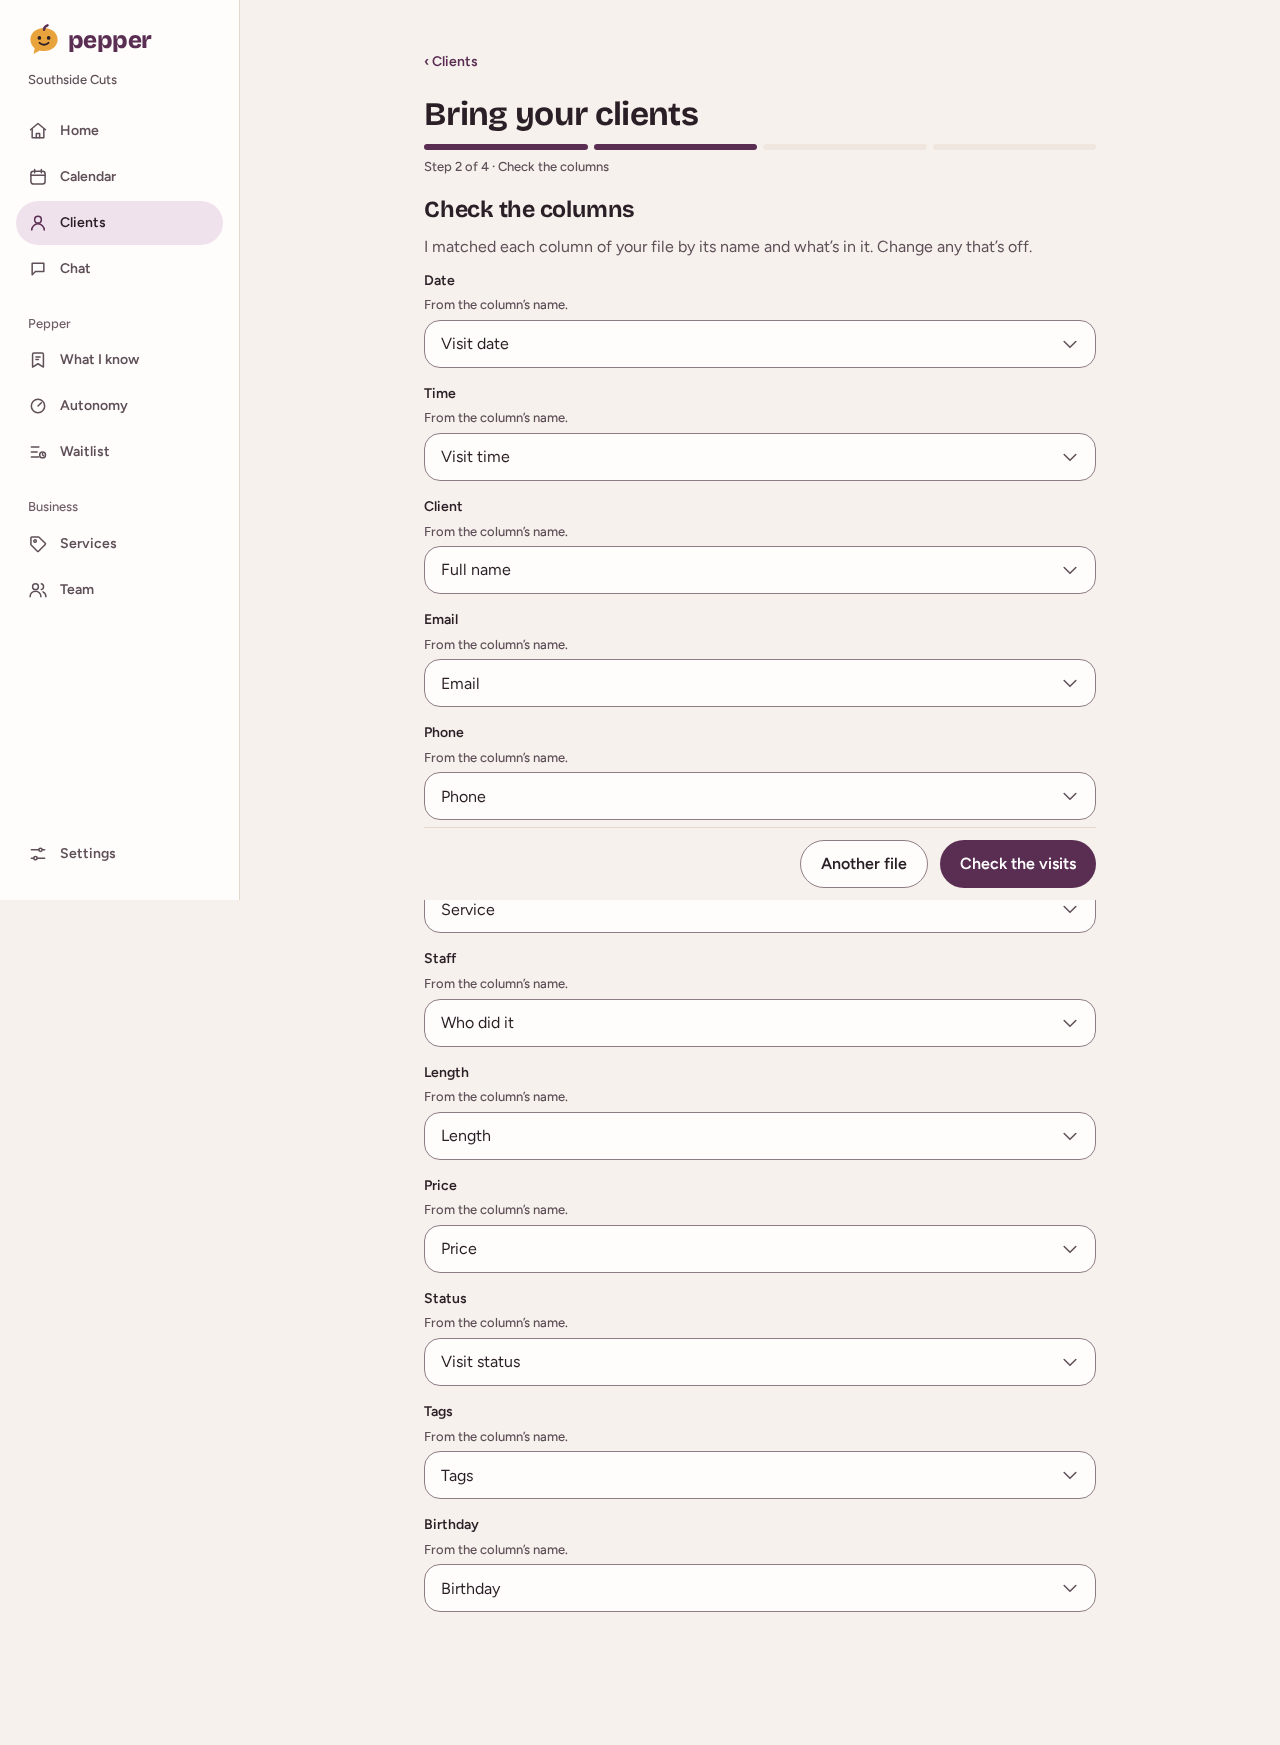 pepper
Southside Cuts
Home
Calendar
Clients
Chat
Pepper
What I know
Autonomy
Waitlist
Business
Services
Team
Settings
‹ Clients
Bring your clients
Step 2 of 4 · Check the columns
Check the columns
I matched each column of your file by its name and what’s in it. Change any that’s off.
Date
From the column’s name.
Visit date
Time
From the column’s name.
Visit time
Client
From the column’s name.
Full name
Email
From the column’s name.
Email
Phone
From the column’s name.
Phone
Another file
Check the visits
Service
Staff
From the column’s name.
Who did it
Length
From the column’s name.
Length
Price
From the column’s name.
Price
Status
From the column’s name.
Visit status
Tags
From the column’s name.
Tags
Birthday
From the column’s name.
Birthday